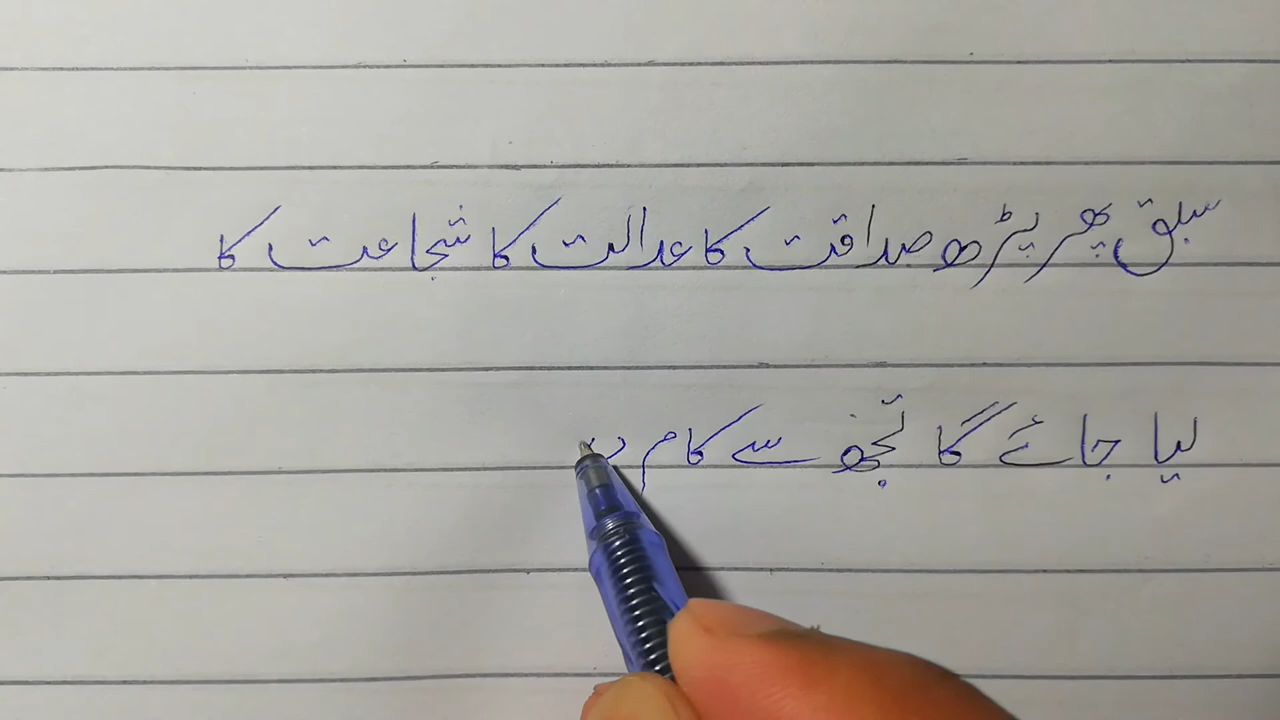 سبق پھر پڑھ صداقت کا عدالت کا شجاعت کا
لیا جائے گا تجھ سے کام د